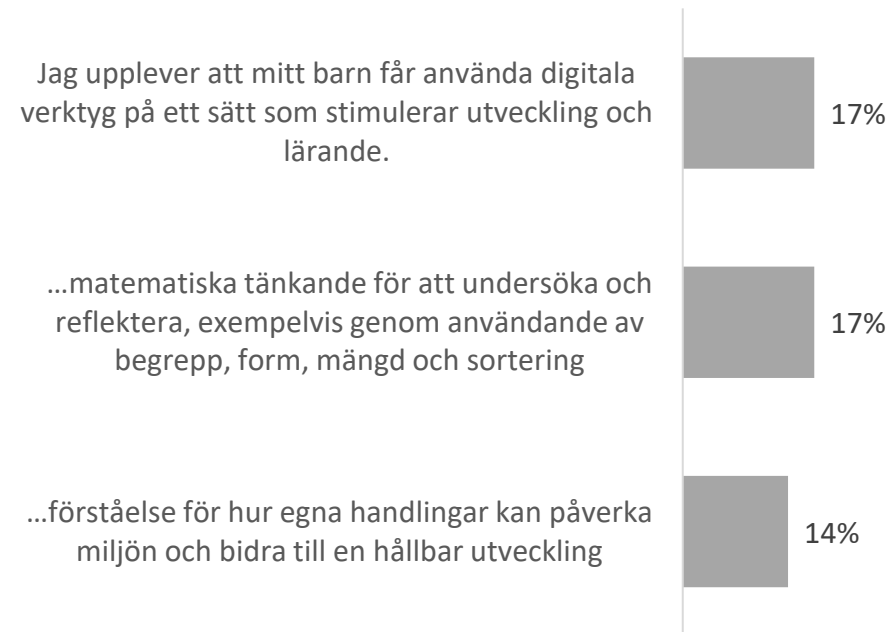 Jag upplever att mitt barn får använda digitala
verktyg på ett sätt som stimulerar utveckling och
lärande.
17%
…matematiska tänkande för att undersöka och
reflektera, exempelvis genom användande av
begrepp, form, mängd och sortering
17%
…förståelse för hur egna handlingar kan påverka
miljön och bidra till en hållbar utveckling
14%